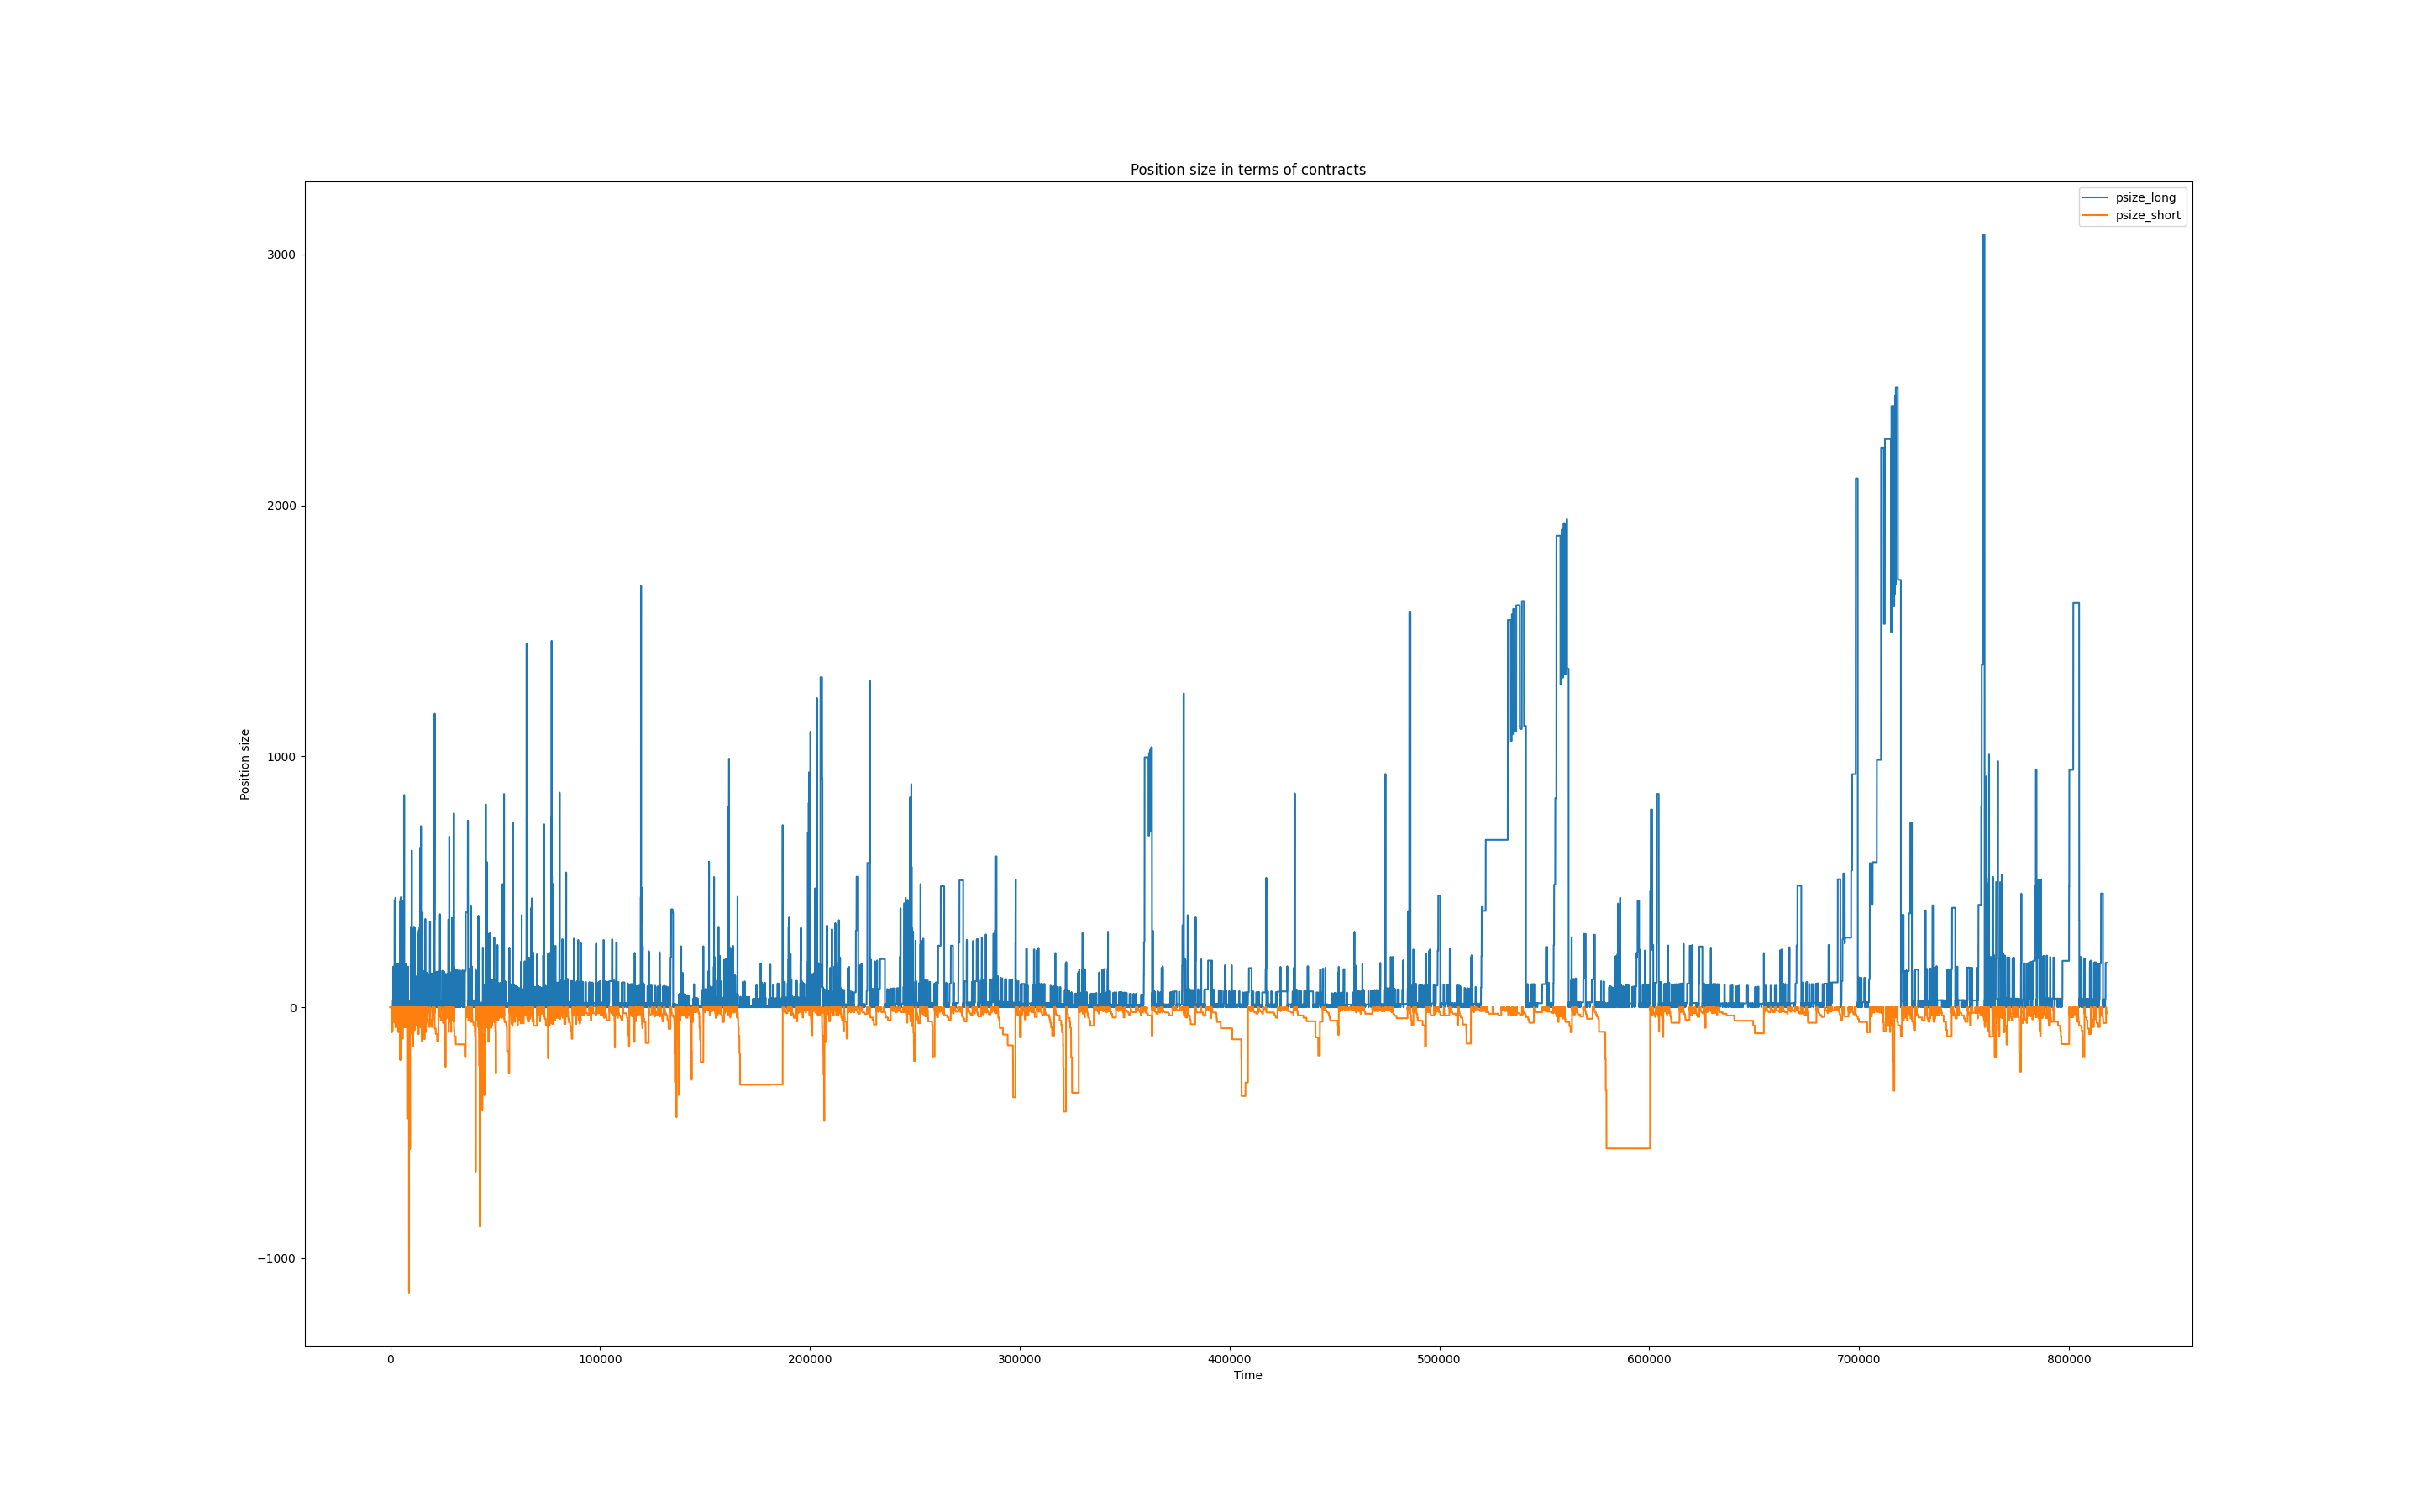 Position size in terms of contracts
psize_long
psize_short
3000
2000
1000
0
−1000
Position size
0 100000 200000 300000 400000 500000 600000 700000 800000
Time